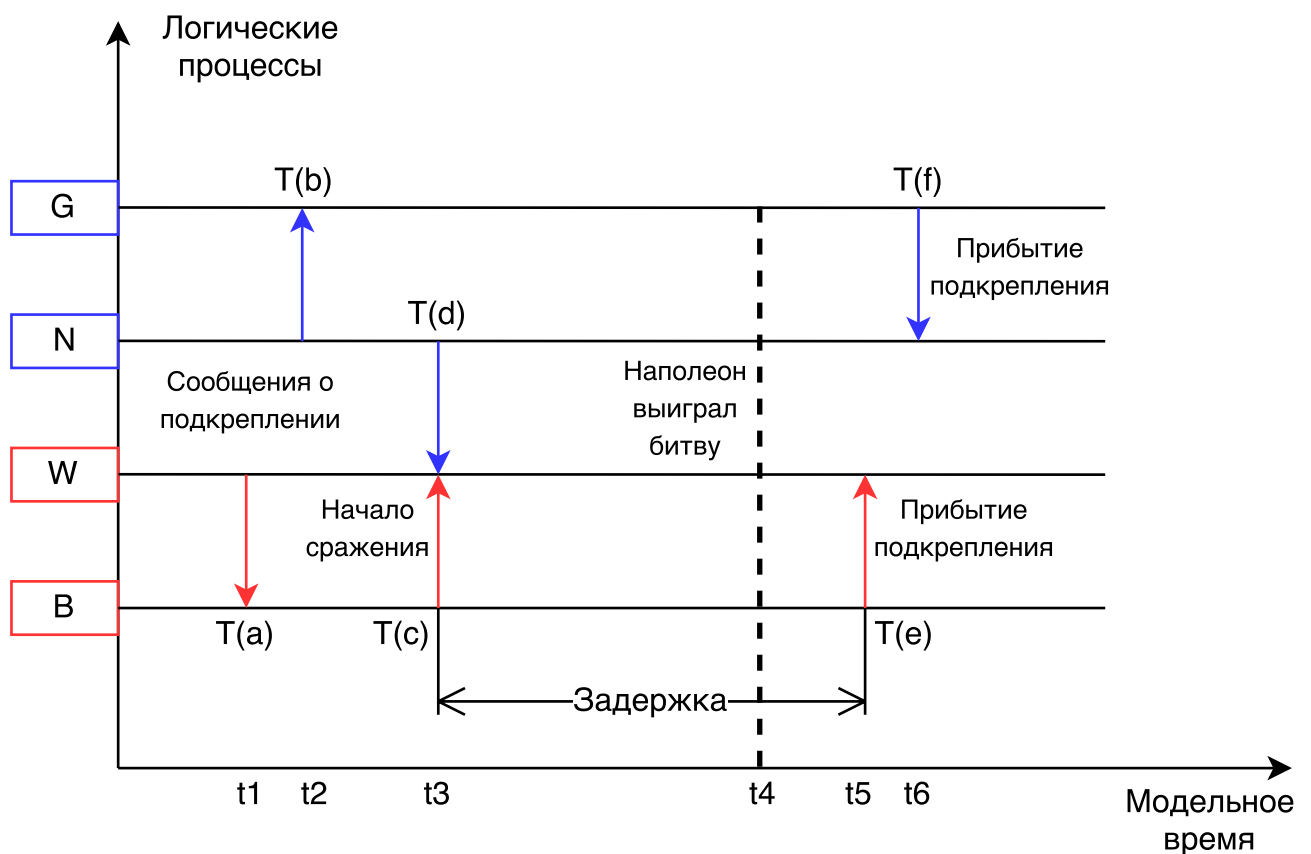 Логические
процессы
G
T(b)
T(f)
Прибытие
подкрепления
N
T(d)
Сообщения о
подкреплении
Наполеон
выиграл
битву
W
Начало
сражения
Прибытие
подкрепления
B
T(a)
T(c)
T(e)
Задержка
t1
t2
t3
t4
t5
t6
Модельное
время